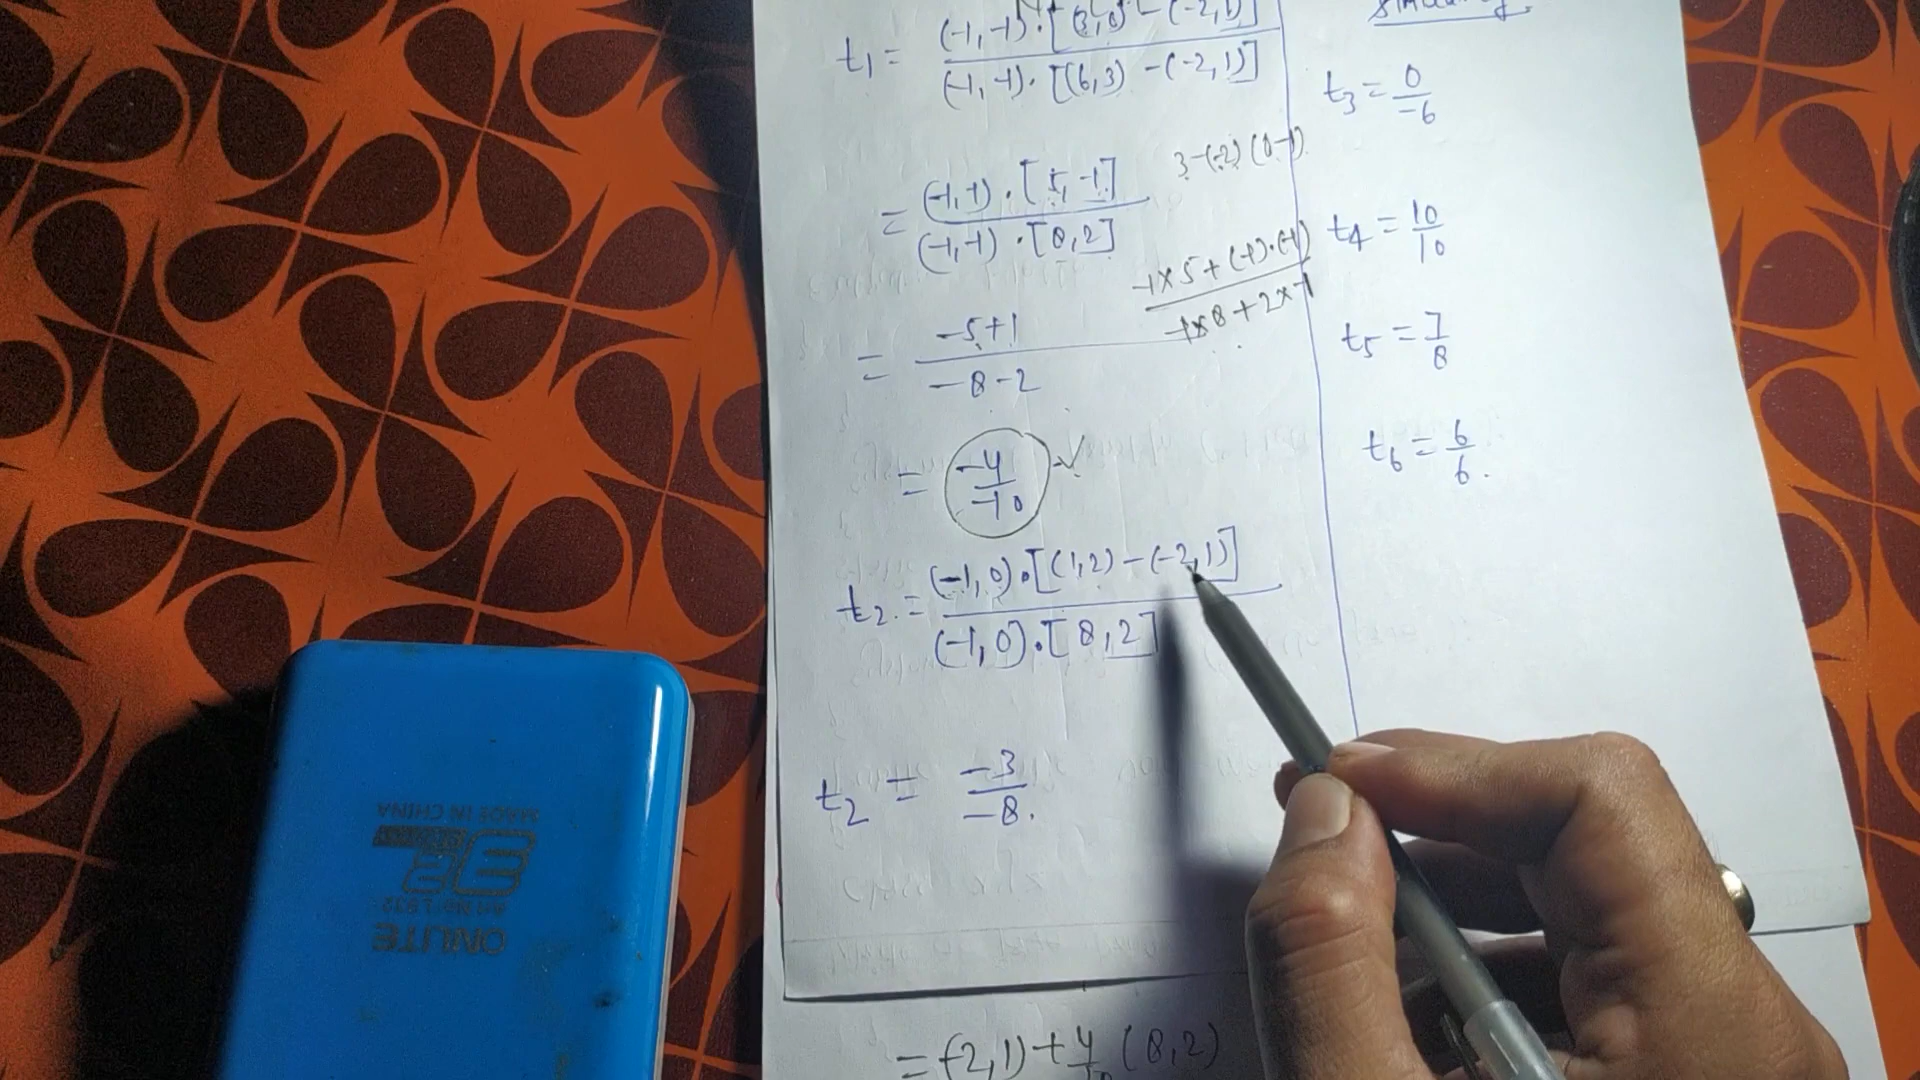 t1 = (-1,-1)·[(3,0) - (-2,1)]
(-1,-1)·[(6,3) - (-2,1)]
3-(-2) (0-1)
= (-1,-1)·[5,-1]
(-1,-1)·[8,2]
-1×5+(-1)·(-1)
-1×8+2×-1
= -5+1
-8-2
= -4
-10 ✓
t2 = (-1,0)·[(1,2) - (-2,1)]
(-1,0)·[8,2]
t2 = -3
-8.
= (-2,1)+4/10 (8,2)
t3 = 0
-6
t4 = 10
10
t5 = 7
8
t6 = 6
6.
MADE IN CHINA
ONLITE